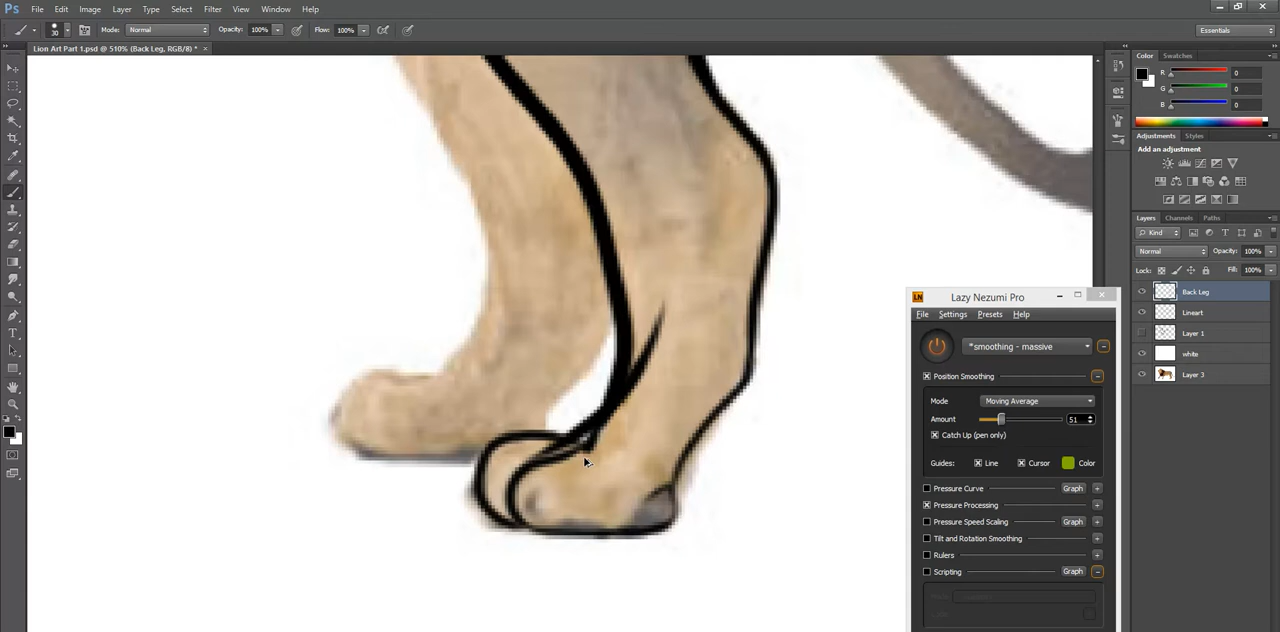 Ps File Edit Image Layer Type Select Filter View Window Help
30 Mode: Normal Opacity: 100% Flow: 100% Essentials
Lion Art Part 1.psd @ 510% (Back Leg, RGB/8) * ×
Color Swatches
R 0
G 0
B 0
Adjustments Styles
Add an adjustment
Layers Channels Paths
Kind
Normal Opacity: 100%
Lock: Fill: 100%
Back Leg
Lineart
Layer 1
white
Layer 3
LN Lazy Nezumi Pro
File Settings Presets Help
*smoothing - massive
Position Smoothing
Mode Moving Average
Amount 51
Catch Up (pen only)
Guides: Line Cursor Color
Pressure Curve Graph
Pressure Processing
Pressure Speed Scaling Graph
Tilt and Rotation Smoothing
Rulers
Scripting Graph